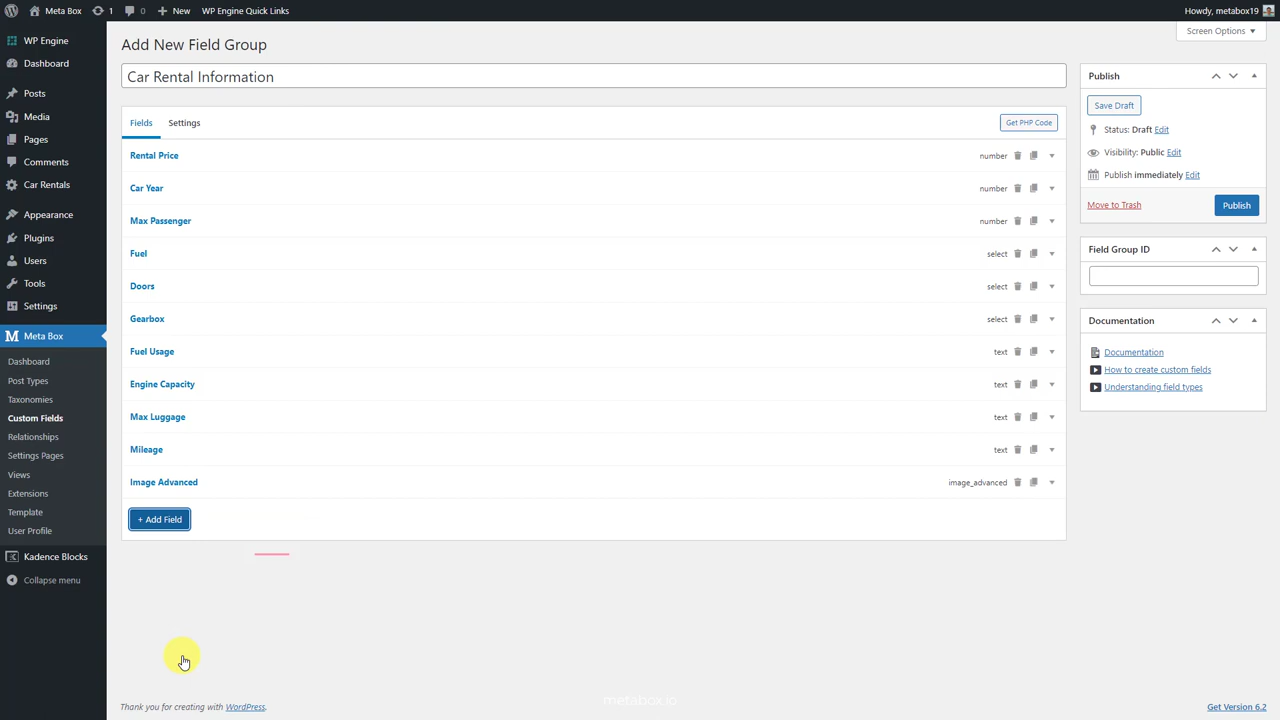 Meta Box
1
0
New
WP Engine Quick Links
Howdy, metabox19
WP Engine
Dashboard
Posts
Media
Pages
Comments
Car Rentals
Appearance
Plugins
Users
Tools
Settings
Meta Box
Dashboard
Post Types
Taxonomies
Custom Fields
Relationships
Settings Pages
Views
Extensions
Template
User Profile
Kadence Blocks
Collapse menu
Screen Options
Add New Field Group
Car Rental Information
Fields
Settings
Get PHP Code
Rental Price
number
Car Year
number
Max Passenger
number
Fuel
select
Doors
select
Gearbox
select
Fuel Usage
text
Engine Capacity
text
Max Luggage
text
Mileage
text
Image Advanced
image_advanced
+ Add Field
Publish
Save Draft
Status: Draft Edit
Visibility: Public Edit
Publish immediately Edit
Move to Trash
Publish
Field Group ID
Documentation
Documentation
How to create custom fields
Understanding field types
metabox.io
Thank you for creating with WordPress.
Get Version 6.2